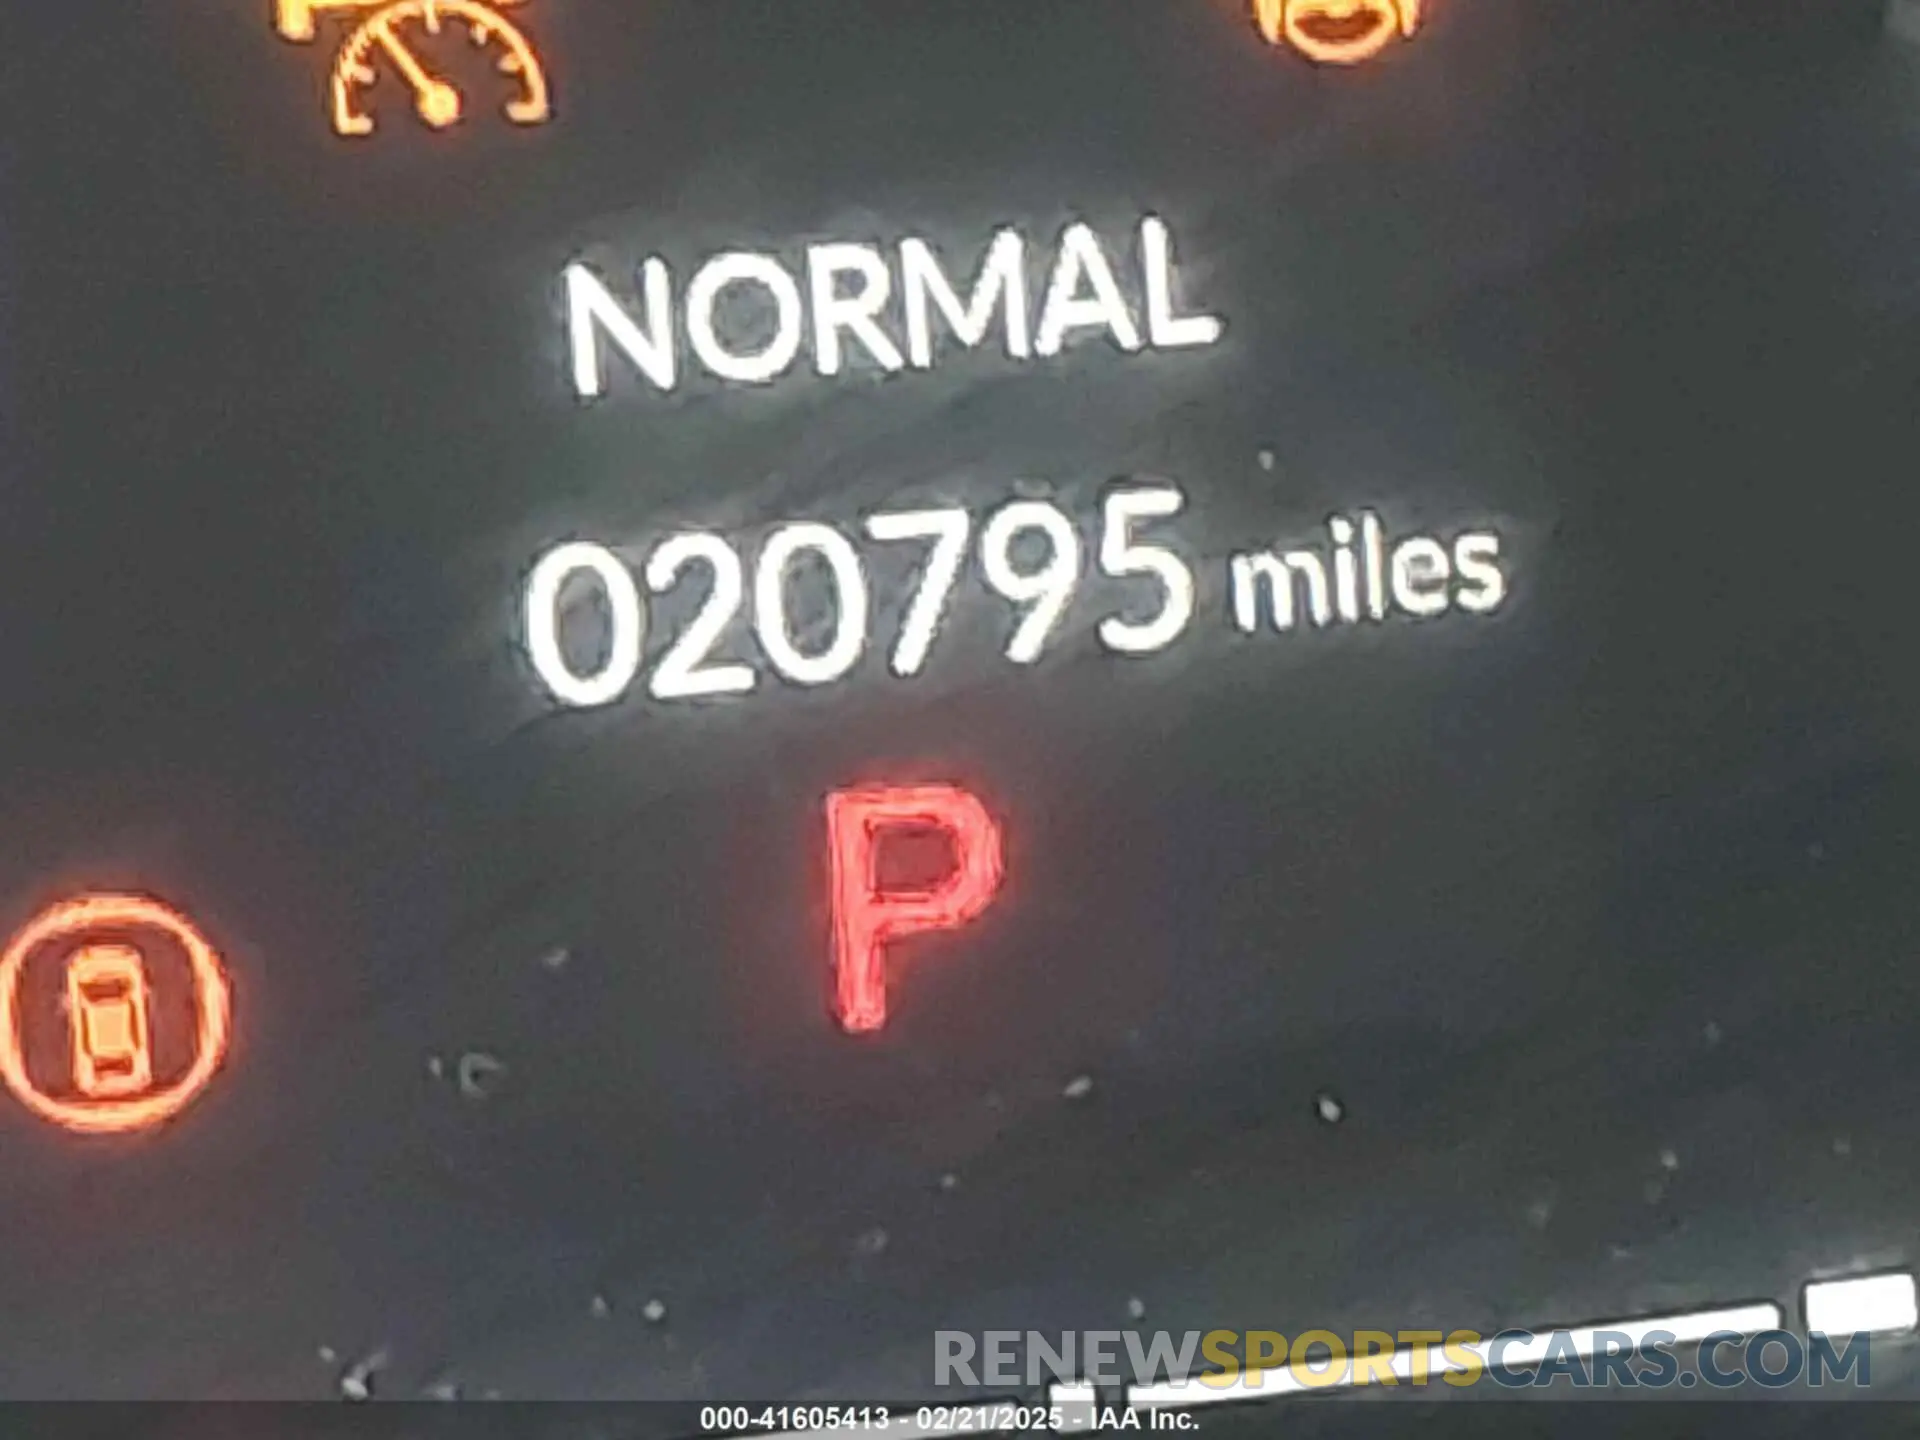 NORMAL
020795 miles
P
RENEWSPORTSCARS.COM
000-41605413 - 02/21/2025 - IAA Inc.